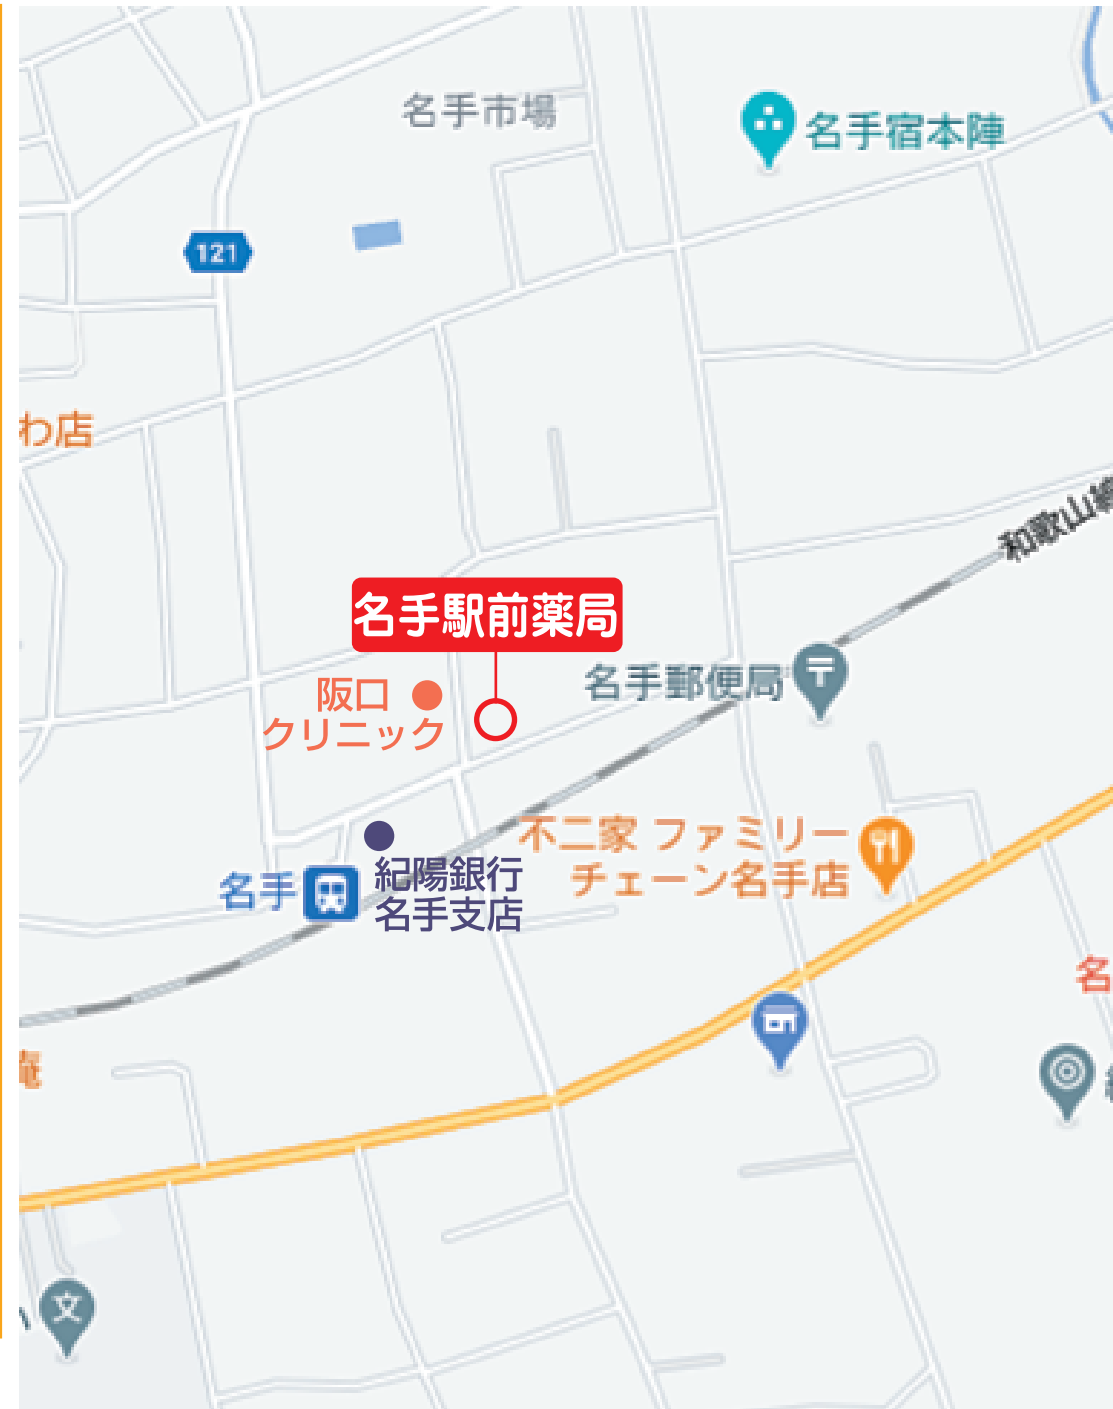 名手市場
名手宿本陣
121
わ店
和歌山線
名手駅前薬局
名手郵便局
阪口
クリニック
不二家 ファミリー
チェーン名手店
紀陽銀行
名手支店
名手
名
庵
文